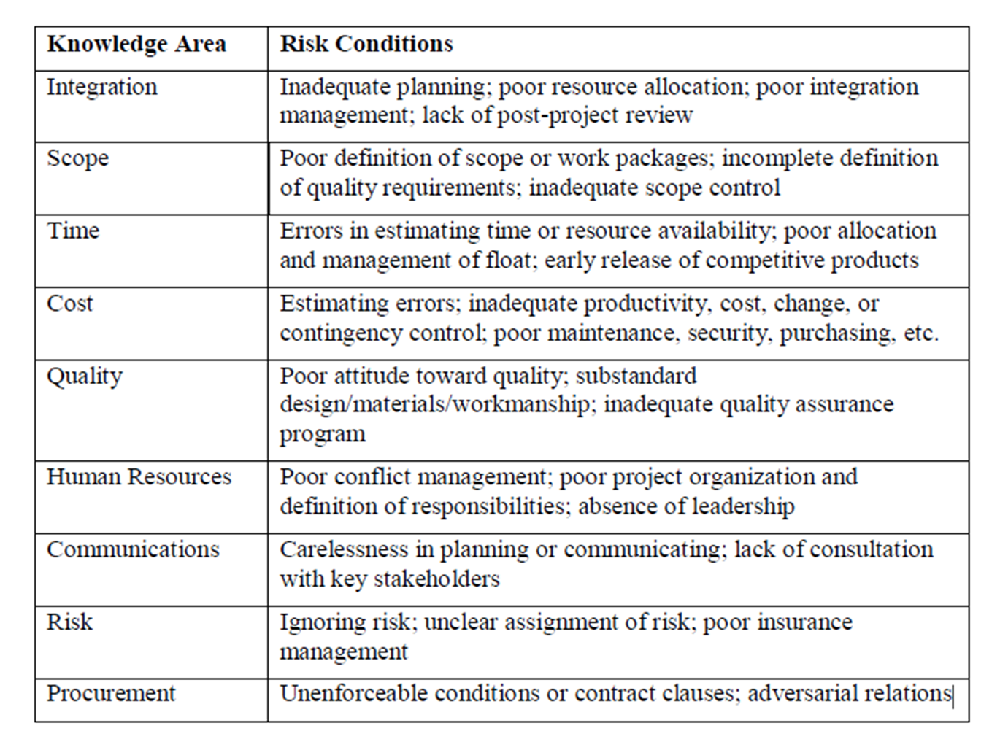 Knowledge Area Risk Conditions
Integration Inadequate planning; poor resource allocation; poor integration
management; lack of post-project review
Scope Poor definition of scope or work packages; incomplete definition
of quality requirements; inadequate scope control
Time Errors in estimating time or resource availability; poor allocation
and management of float; early release of competitive products
Cost Estimating errors; inadequate productivity, cost, change, or
contingency control; poor maintenance, security, purchasing, etc.
Quality Poor attitude toward quality; substandard
design/materials/workmanship; inadequate quality assurance
program
Human Resources Poor conflict management; poor project organization and
definition of responsibilities; absence of leadership
Communications Carelessness in planning or communicating; lack of consultation
with key stakeholders
Risk Ignoring risk; unclear assignment of risk; poor insurance
management
Procurement Unenforceable conditions or contract clauses; adversarial relations